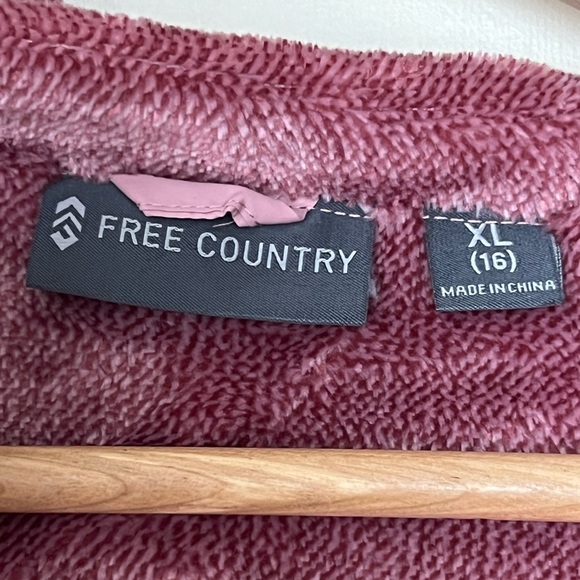 FREE COUNTRY
XL
(16)
MADE IN CHINA